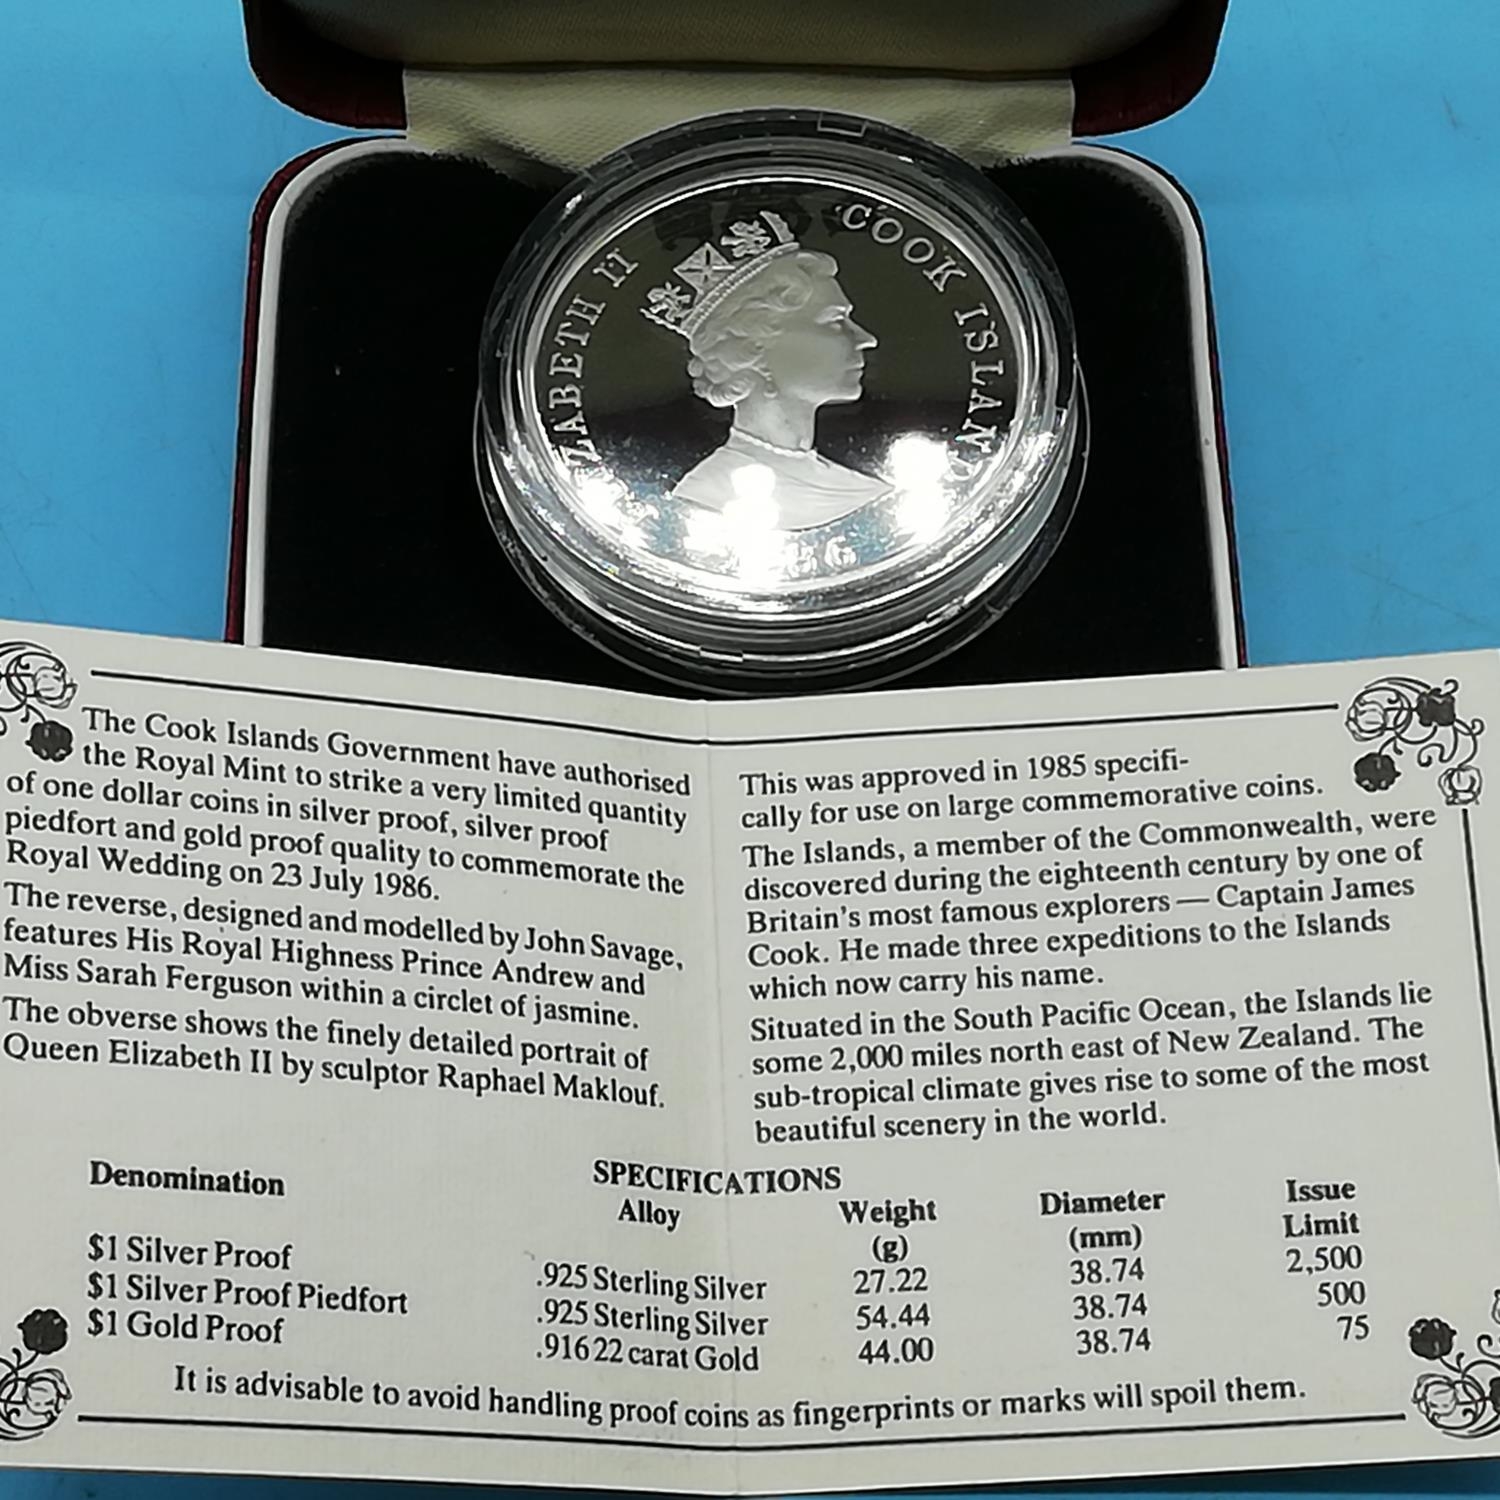 ZABETH II
COOK ISLAND
86
The Cook Islands Government have authorised
the Royal Mint to strike a very limited quantity
of one dollar coins in silver proof, silver proof
piedfort and gold proof quality to commemorate the
Royal Wedding on 23 July 1986.
The reverse, designed and modelled by John Savage,
features His Royal Highness Prince Andrew and
Miss Sarah Ferguson within a circlet of jasmine.
The obverse shows the finely detailed portrait of
Queen Elizabeth II by sculptor Raphael Maklouf.
This was approved in 1985 specifi-
cally for use on large commemorative coins.
The Islands, a member of the Commonwealth, were
discovered during the eighteenth century by one of
Britain's most famous explorers — Captain James
Cook. He made three expeditions to the Islands
which now carry his name.
Situated in the South Pacific Ocean, the Islands lie
some 2,000 miles north east of New Zealand. The
sub-tropical climate gives rise to some of the most
beautiful scenery in the world.
SPECIFICATIONS
Denomination Alloy Weight (g) Diameter (mm) Issue Limit
$1 Silver Proof .925 Sterling Silver 27.22 38.74 2,500
$1 Silver Proof Piedfort .925 Sterling Silver 54.44 38.74 500
$1 Gold Proof .916 22 carat Gold 44.00 38.74 75
It is advisable to avoid handling proof coins as fingerprints or marks will spoil them.